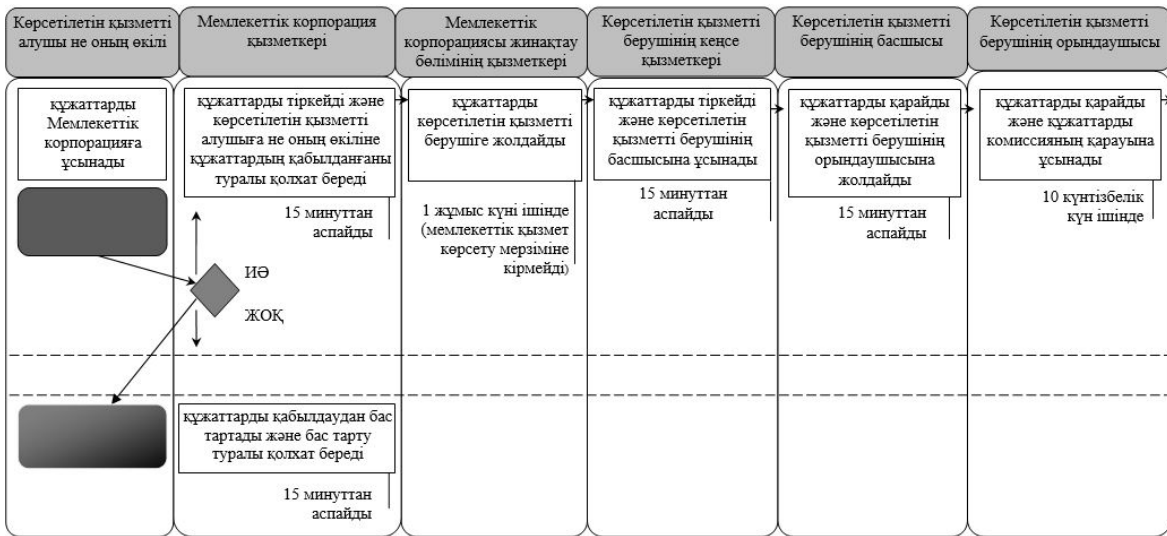 Көрсетілетін қызметті
алушы не оның өкілі
Мемлекеттік корпорация
қызметкері
Мемлекеттік
корпорациясы жинақтау
бөлімінің қызметкері
Көрсетілетін қызметті
берушінің кеңсе
қызметкері
Көрсетілетін қызметті
берушінің басшысы
Көрсетілетін қызметті
берушінің орындаушысы
құжаттарды
Мемлекеттік
корпорацияға
ұсынады
құжаттарды тіркейді және
көрсетілетін қызметті
алушыға не оның өкіліне
құжаттардың қабылданғаны
туралы қолхат береді
15 минуттан
аспайды
құжаттарды
көрсетілетін қызметті
берушіге жолдайды
1 жұмыс күні ішінде
(мемлекеттік қызмет
көрсету мерзіміне
кірмейді)
құжаттарды тіркейді
және көрсетілетін
қызметті берушінің
басшысына ұсынады
15 минуттан
аспайды
құжаттарды қарайды
және көрсетілетін
қызметті берушінің
орындаушысына
жолдайды
15 минуттан
аспайды
құжаттарды қарайды
және құжаттарды
комиссияның қарауына
ұсынады
10 күнтізбелік
күн ішінде
ИӘ
ЖОҚ
құжаттарды қабылдаудан бас
тартады және бас тарту
туралы қолхат береді
15 минуттан
аспайды